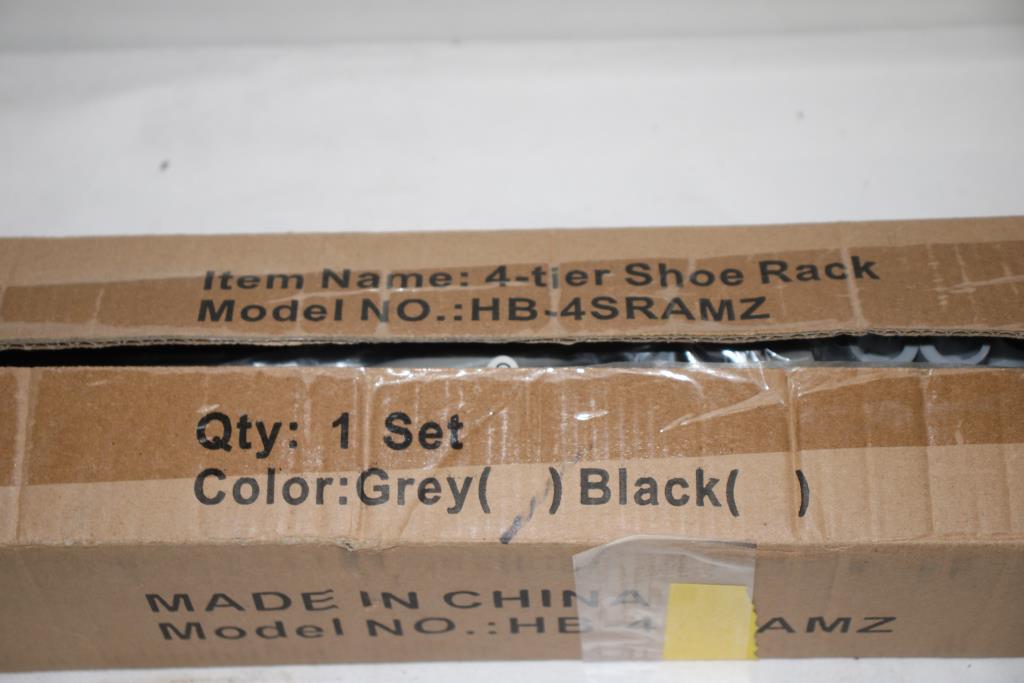 Item Name: 4-tier Shoe Rack
Model NO.:HB-4SRAMZ
Qty: 1 Set
Color:Grey( ) Black( )
MADE IN CHINA
Model NO.:HB-4 AMZ